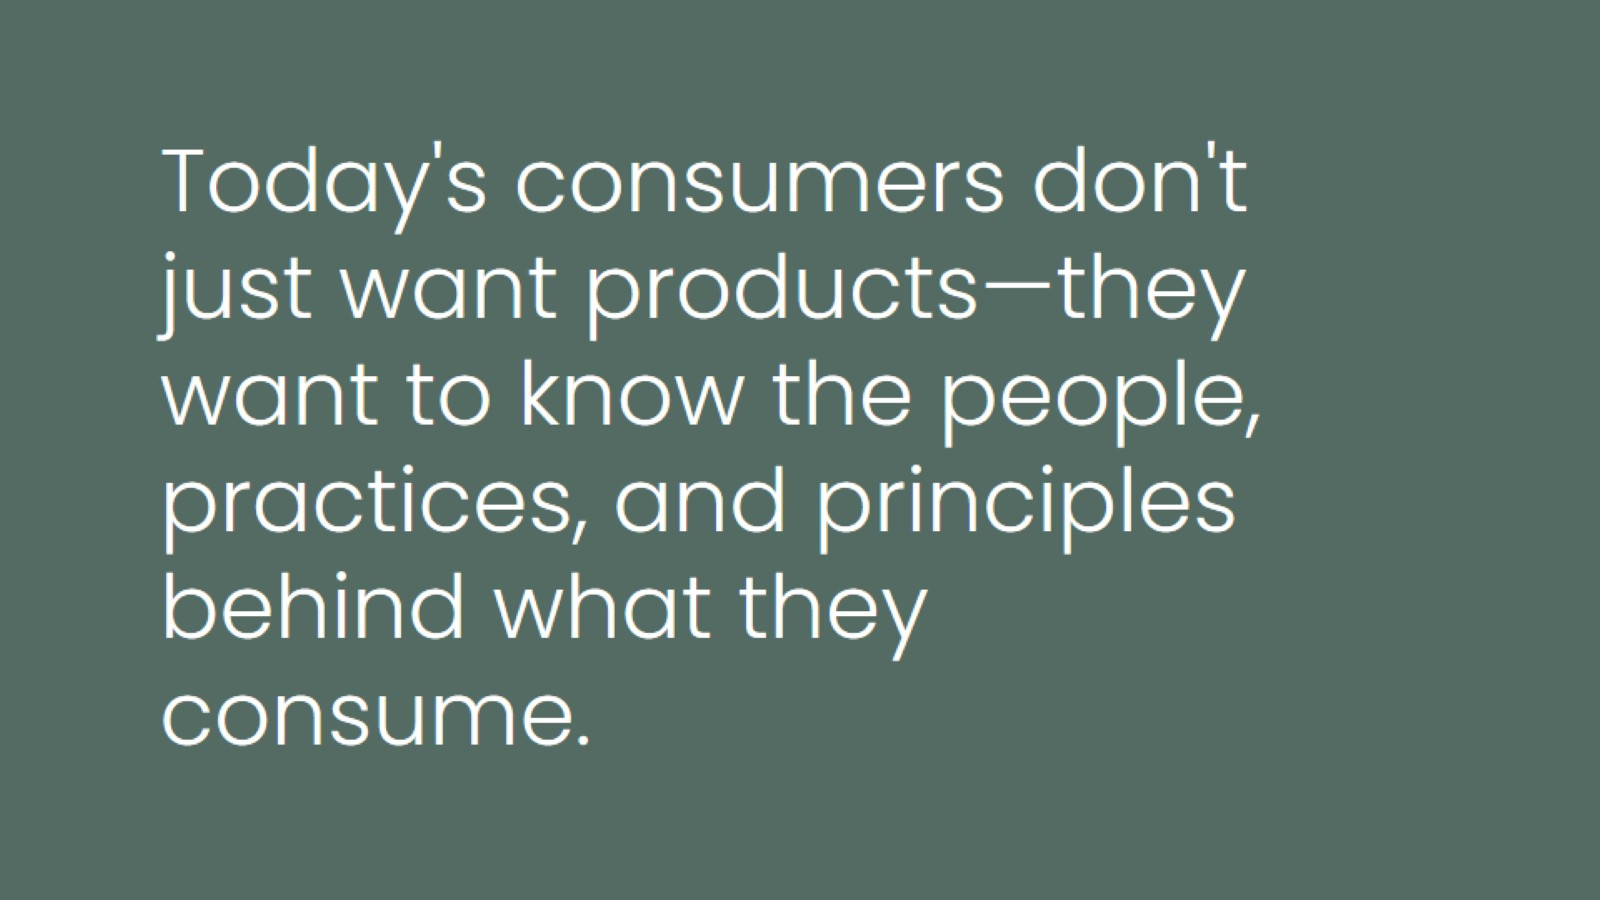 Today's consumers don't
just want products—they
want to know the people,
practices, and principles
behind what they
consume.